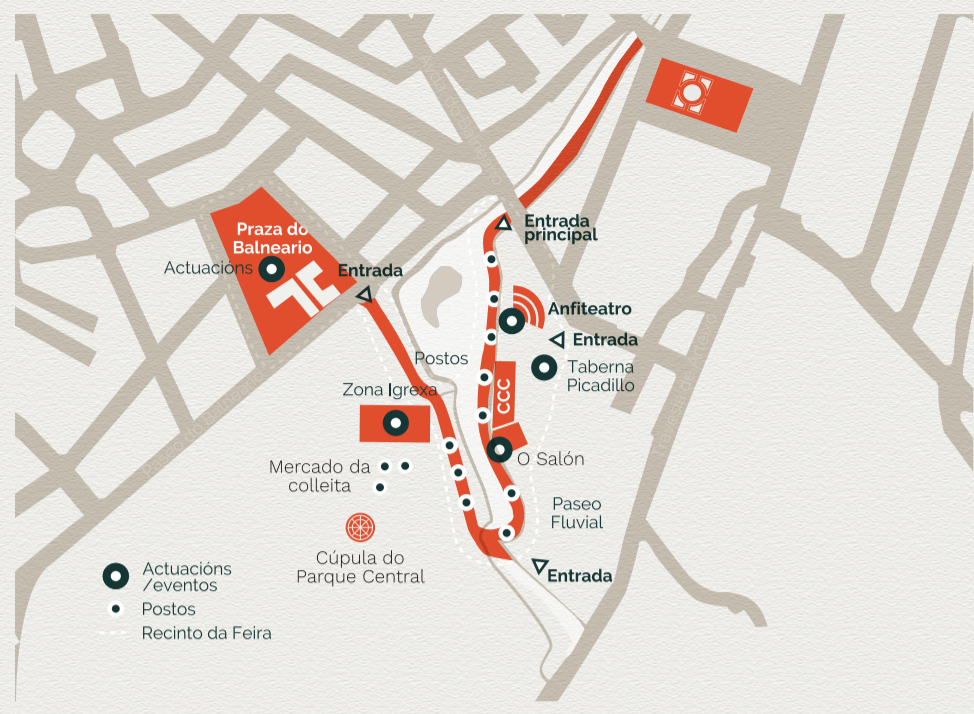 Entrada
principal
Praza do
Balneario
Actuacións
Entrada
Anfiteatro
Entrada
Postos
Taberna
Picadillo
Zona Igrexa
CCC
O Salón
Mercado da
colleita
Paseo
Fluvial
Cúpula do
Parque Central
Entrada
Actuacións
/eventos
Postos
Recinto da Feira